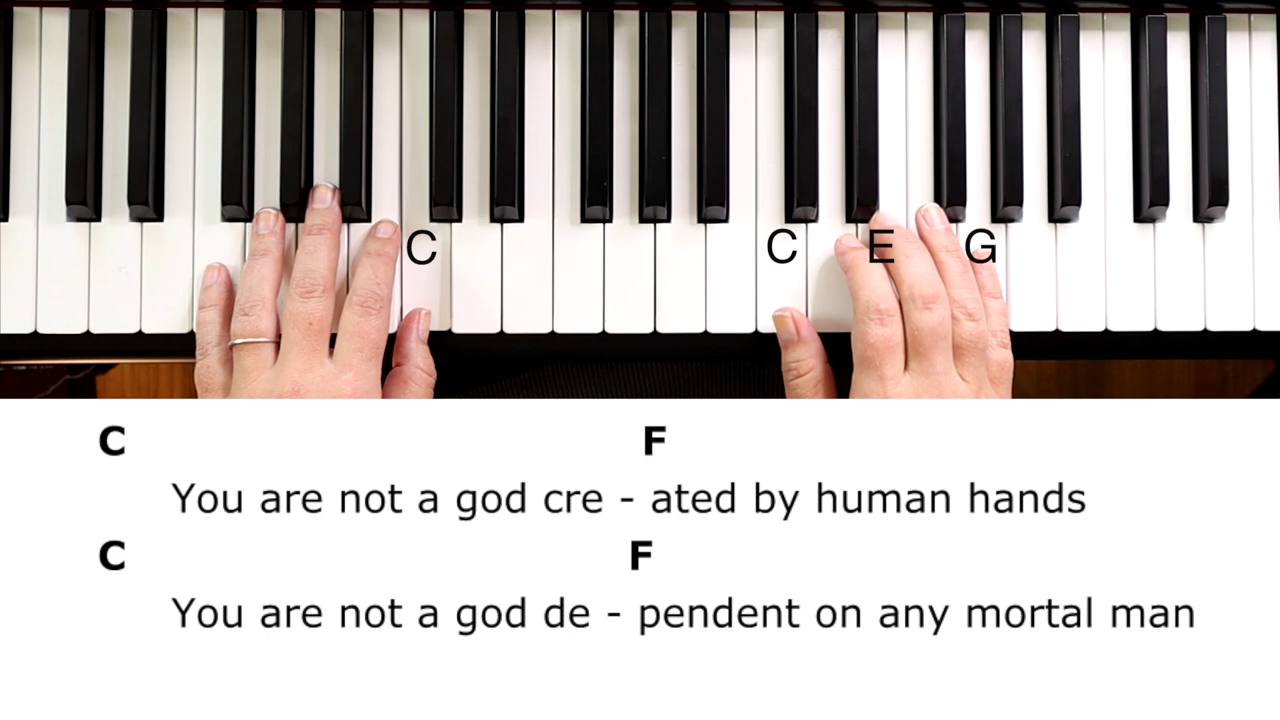 C C E G
C F
You are not a god cre - ated by human hands
C F
You are not a god de - pendent on any mortal man